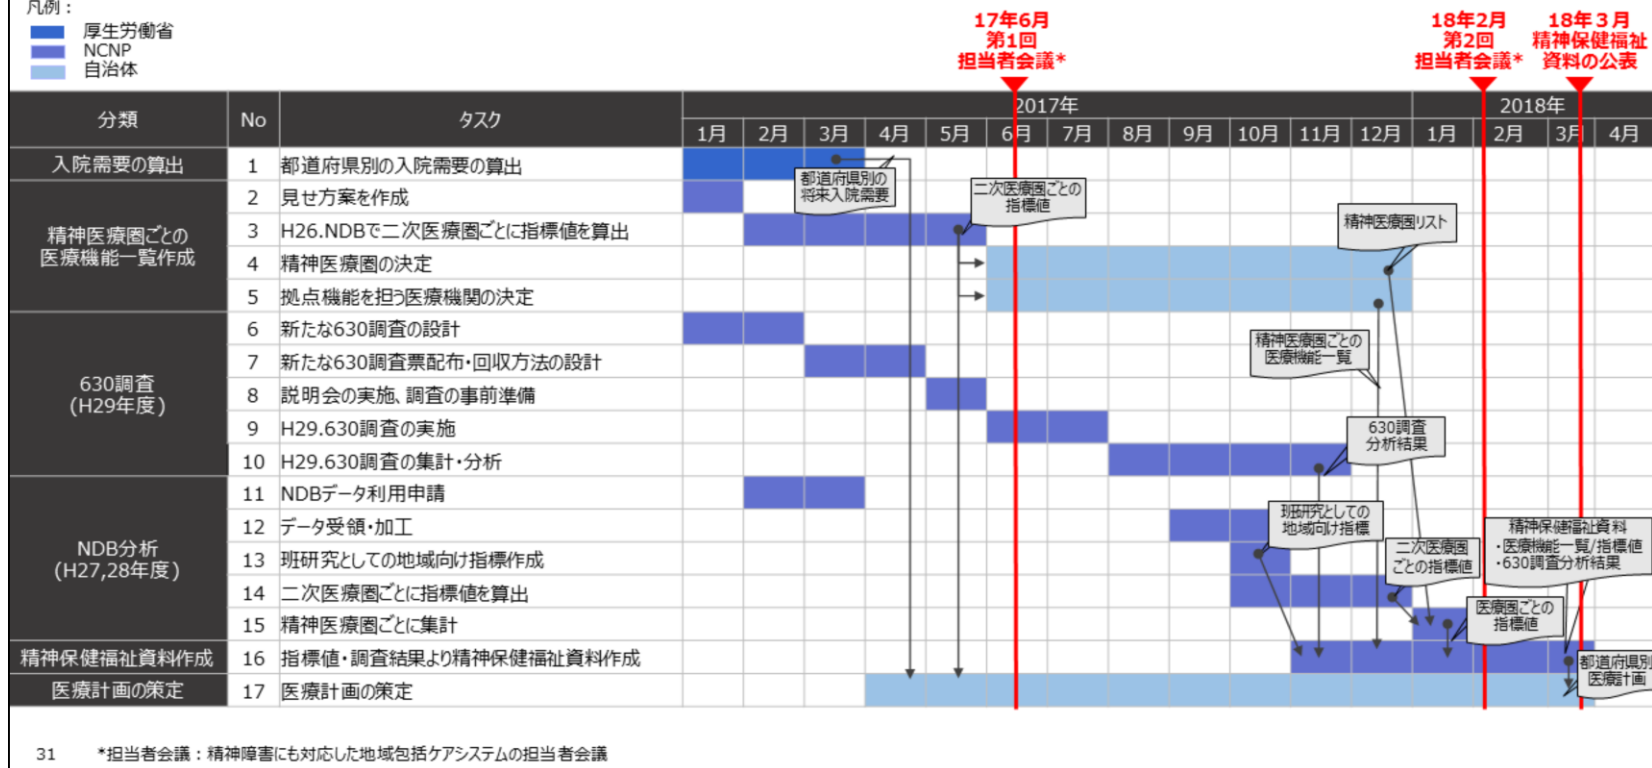 凡例：
厚生労働省
NCNP
自治体
17年6月
第1回
担当者会議*
18年2月
第2回
担当者会議*
18年３月
精神保健福祉
資料の公表
分類 No タスク 2017年 2018年
1月 2月 3月 4月 5月 6月 7月 8月 9月 10月 11月 12月 1月 2月 3月 4月
入院需要の算出 1 都道府県別の入院需要の算出
都道府県別の
将来入院需要
精神医療圏ごとの
医療機能一覧作成
2 見せ方案を作成
二次医療圏ごとの
指標値
3 H26.NDBで二次医療圏ごとに指標値を算出
精神医療圏リスト
4 精神医療圏の決定
5 拠点機能を担う医療機関の決定
630調査
(H29年度)
6 新たな630調査の設計
精神医療圏ごとの
医療機能一覧
7 新たな630調査票配布・回収方法の設計
8 説明会の実施、調査の事前準備
9 H29.630調査の実施
630調査
分析結果
10 H29.630調査の集計・分析
NDB分析
(H27,28年度)
11 NDBデータ利用申請
12 データ受領・加工
班研究としての
地域向け指標
精神保健福祉資料
・医療機能一覧/指標値
・630調査分析結果
13 班研究としての地域向け指標作成
二次医療圏
ごとの指標値
14 二次医療圏ごとに指標値を算出
医療圏ごとの
指標値
15 精神医療圏ごとに集計
精神保健福祉資料作成 16 指標値・調査結果より精神保健福祉資料作成
都道府県別
医療計画
医療計画の策定 17 医療計画の策定
31 *担当者会議：精神障害にも対応した地域包括ケアシステムの担当者会議